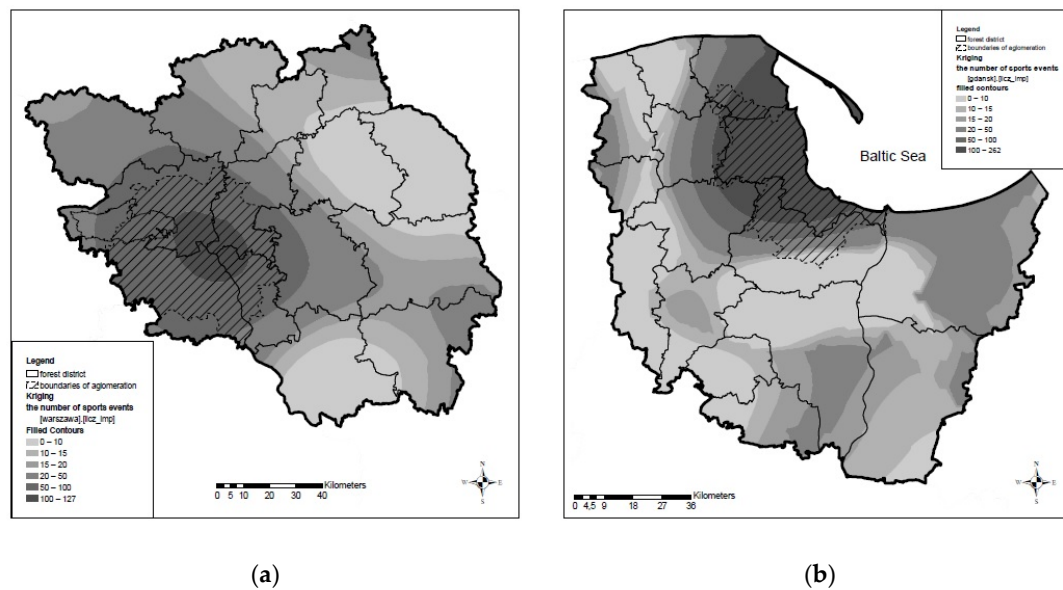 Legend
forest district
boundaries of aglomeration
Kriging
the number of sports events
[warszawa].[licz_imp]
Filled Contours
0 – 10
10 – 15
15 – 20
20 – 50
50 – 100
100 – 127
Kilometers
0 5 10 20 30 40
N
W E
S
(a)
Legend
forest district
boundaries of aglomeration
Kriging
the number of sports events
[gdansk].[licz_imp]
filled contours
0 – 10
10 – 15
15 – 20
20 – 50
50 – 100
100 – 262
Baltic Sea
Kilometers
0 4,5 9 18 27 36
N
W E
S
(b)